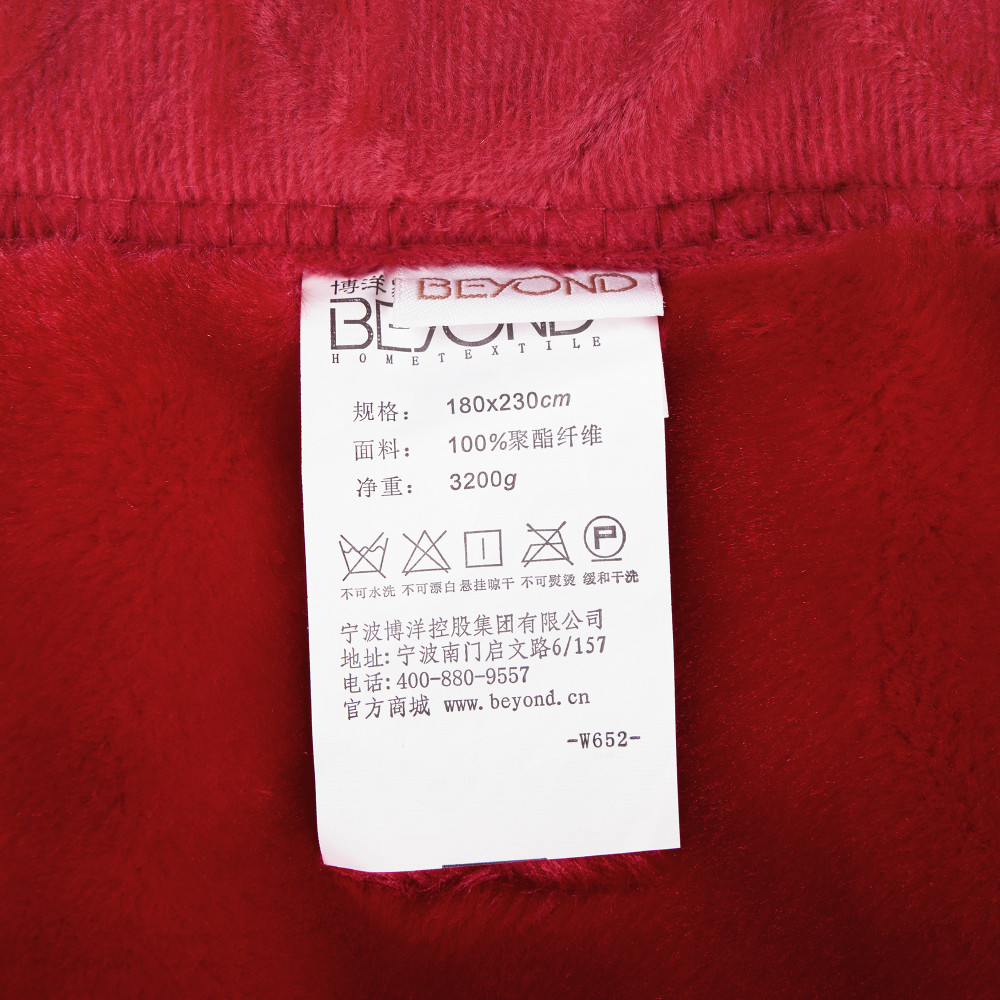 博洋
BEYOND
BEYOND
HOMETEXTILE
规格： 180x230cm
面料： 100%聚酯纤维
净重： 3200g
P
不可水洗 不可漂白 悬挂晾干 不可熨烫 缓和干洗
宁波博洋控股集团有限公司
地址:宁波南门启文路6/157
电话:400-880-9557
官方商城 www.beyond.cn
-W652-